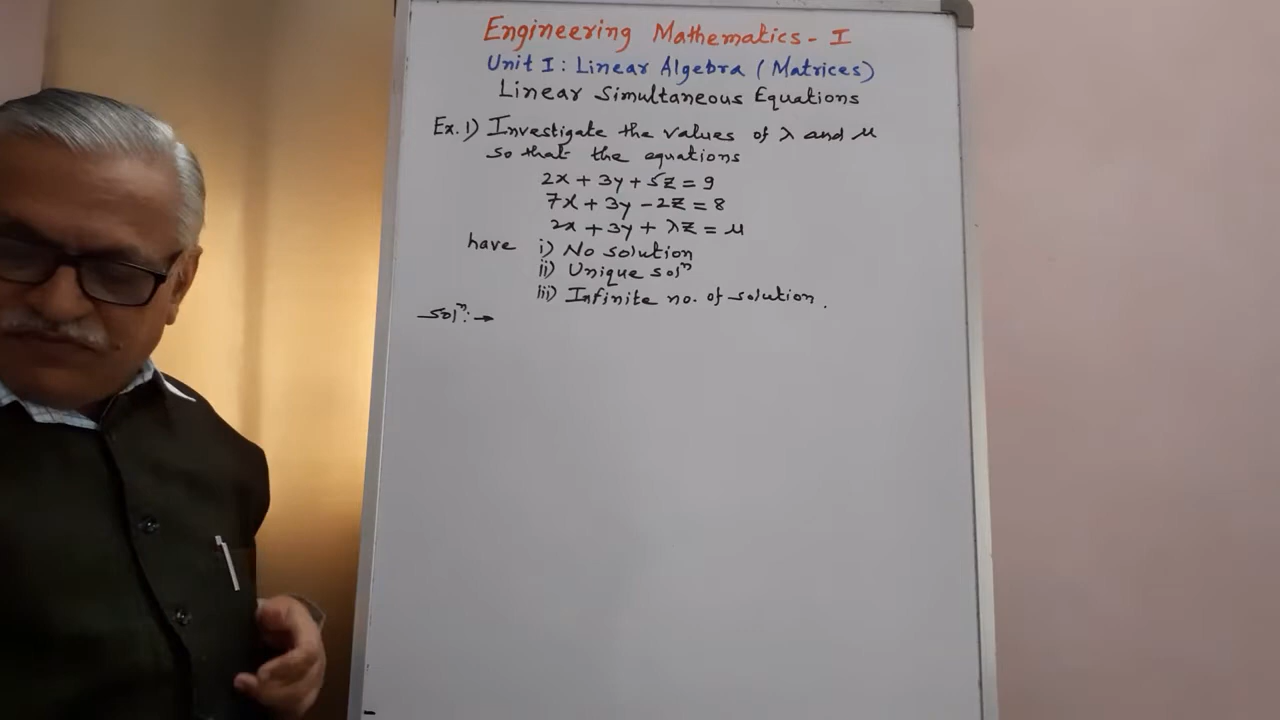 Engineering Mathematics - I
Unit I : Linear Algebra ( Matrices )
Linear Simultaneous Equations
Ex. 1) Investigate the values of λ and μ
so that the equations
2x + 3y + 5z = 9
7x + 3y - 2z = 8
2x + 3y + λz = μ
have i) No solution
ii) Unique solⁿ
iii) Infinite no. of solution.
solⁿ: →